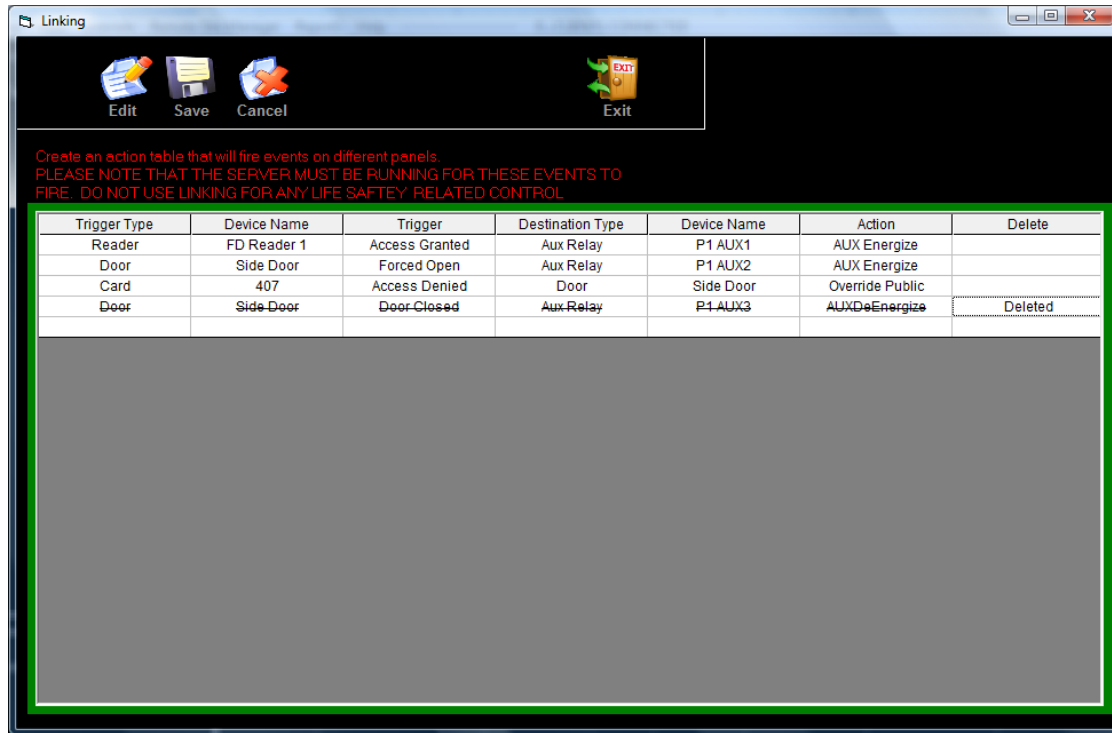 Linking
EXIT
Edit Save Cancel Exit
Create an action table that will fire events on different panels.
PLEASE NOTE THAT THE SERVER MUST BE RUNNING FOR THESE EVENTS TO
FIRE. DO NOT USE LINKING FOR ANY LIFE SAFTEY RELATED CONTROL
Trigger Type Device Name Trigger Destination Type Device Name Action Delete
Reader FD Reader 1 Access Granted Aux Relay P1 AUX1 AUX Energize
Door Side Door Forced Open Aux Relay P1 AUX2 AUX Energize
Card 407 Access Denied Door Side Door Override Public
Door Side Door Door Closed Aux Relay P1 AUX3 AUXDeEnergize Deleted